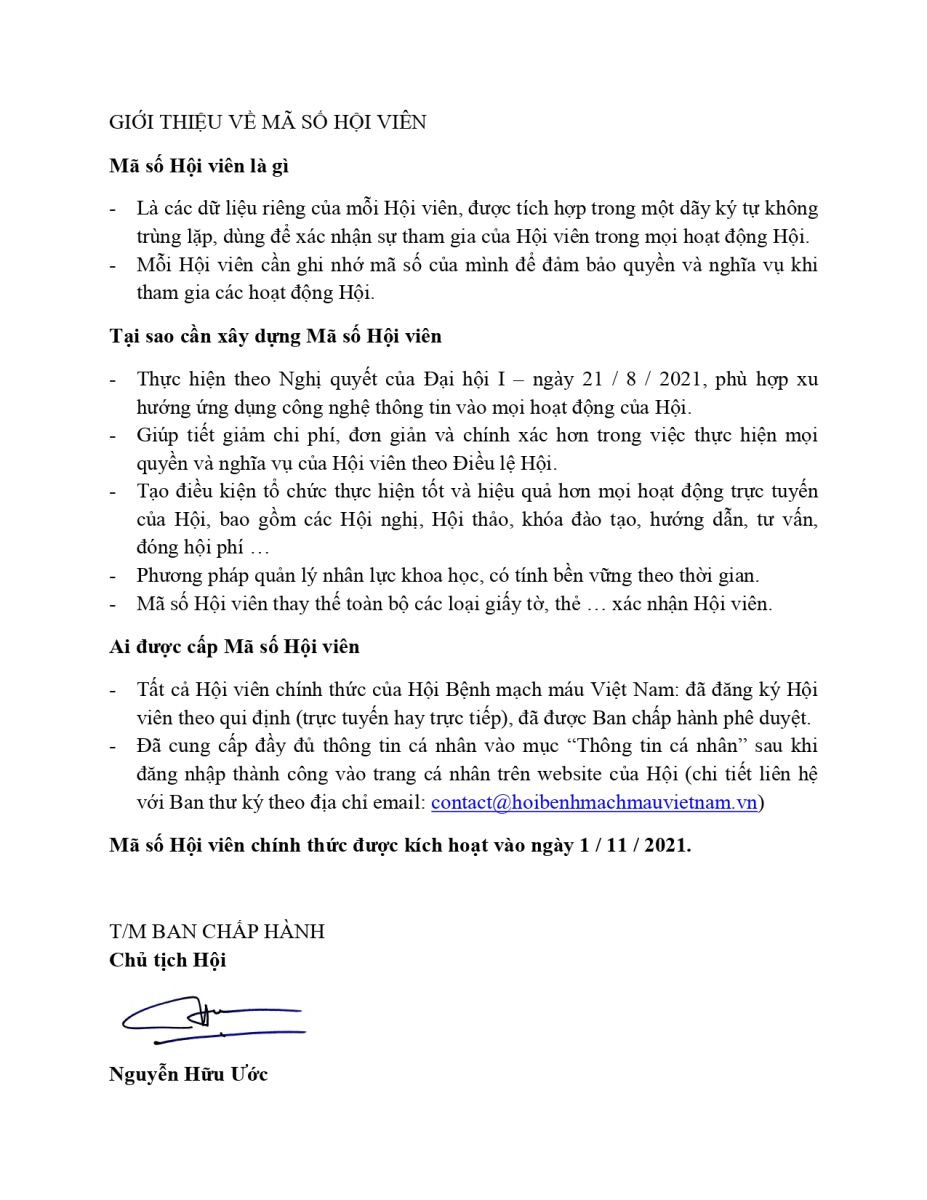 GIỚI THIỆU VỀ MÃ SỐ HỘI VIÊN
Mã số Hội viên là gì
- Là các dữ liệu riêng của mỗi Hội viên, được tích hợp trong một dãy ký tự không
trùng lặp, dùng để xác nhận sự tham gia của Hội viên trong mọi hoạt động Hội.
- Mỗi Hội viên cần ghi nhớ mã số của mình để đảm bảo quyền và nghĩa vụ khi
tham gia các hoạt động Hội.
Tại sao cần xây dựng Mã số Hội viên
- Thực hiện theo Nghị quyết của Đại hội I – ngày 21 / 8 / 2021, phù hợp xu
hướng ứng dụng công nghệ thông tin vào mọi hoạt động của Hội.
- Giúp tiết giảm chi phí, đơn giản và chính xác hơn trong việc thực hiện mọi
quyền và nghĩa vụ của Hội viên theo Điều lệ Hội.
- Tạo điều kiện tổ chức thực hiện tốt và hiệu quả hơn mọi hoạt động trực tuyến
của Hội, bao gồm các Hội nghị, Hội thảo, khóa đào tạo, hướng dẫn, tư vấn,
đóng hội phí …
- Phương pháp quản lý nhân lực khoa học, có tính bền vững theo thời gian.
- Mã số Hội viên thay thế toàn bộ các loại giấy tờ, thẻ … xác nhận Hội viên.
Ai được cấp Mã số Hội viên
- Tất cả Hội viên chính thức của Hội Bệnh mạch máu Việt Nam: đã đăng ký Hội
viên theo qui định (trực tuyến hay trực tiếp), đã được Ban chấp hành phê duyệt.
- Đã cung cấp đầy đủ thông tin cá nhân vào mục “Thông tin cá nhân” sau khi
đăng nhập thành công vào trang cá nhân trên website của Hội (chi tiết liên hệ
với Ban thư ký theo địa chỉ email: contact@hoibenhmachmauvietnam.vn)
Mã số Hội viên chính thức được kích hoạt vào ngày 1 / 11 / 2021.
T/M BAN CHẤP HÀNH
Chủ tịch Hội
Nguyễn Hữu Ước